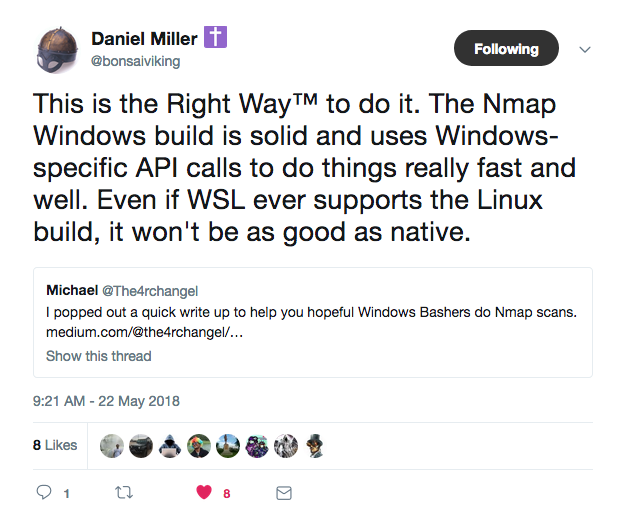 Daniel Miller ✝
@bonsaiviking
Following
This is the Right Way™ to do it. The Nmap
Windows build is solid and uses Windows-
specific API calls to do things really fast and
well. Even if WSL ever supports the Linux
build, it won't be as good as native.
Michael @The4rchangel
I popped out a quick write up to help you hopeful Windows Bashers do Nmap scans.
medium.com/@the4rchangel/…
Show this thread
9:21 AM - 22 May 2018
8 Likes
1
8